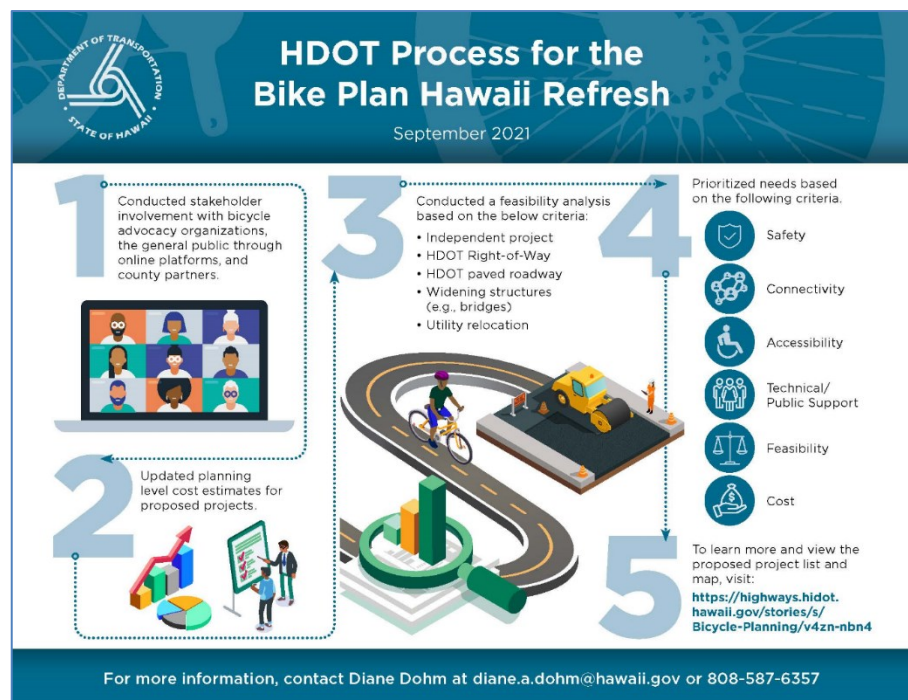 DEPARTMENT OF TRANSPORTATION
STATE OF HAWAII
HDOT Process for the
Bike Plan Hawaii Refresh
September 2021
1
Conducted stakeholder
involvement with bicycle
advocacy organizations,
the general public through
online platforms, and
county partners.
2
Updated planning
level cost estimates for
proposed projects.
3
Conducted a feasibility analysis
based on the below criteria:
• Independent project
• HDOT Right-of-Way
• HDOT paved roadway
• Widening structures
(e.g., bridges)
• Utility relocation
4
Prioritized needs based
on the following criteria.
Safety
Connectivity
Accessibility
Technical/
Public Support
Feasibility
$
Cost
5
To learn more and view the
proposed project list and
map, visit:
https://highways.hidot.
hawaii.gov/stories/s/
Bicycle-Planning/v4zn-nbn4
For more information, contact Diane Dohm at diane.a.dohm@hawaii.gov or 808-587-6357